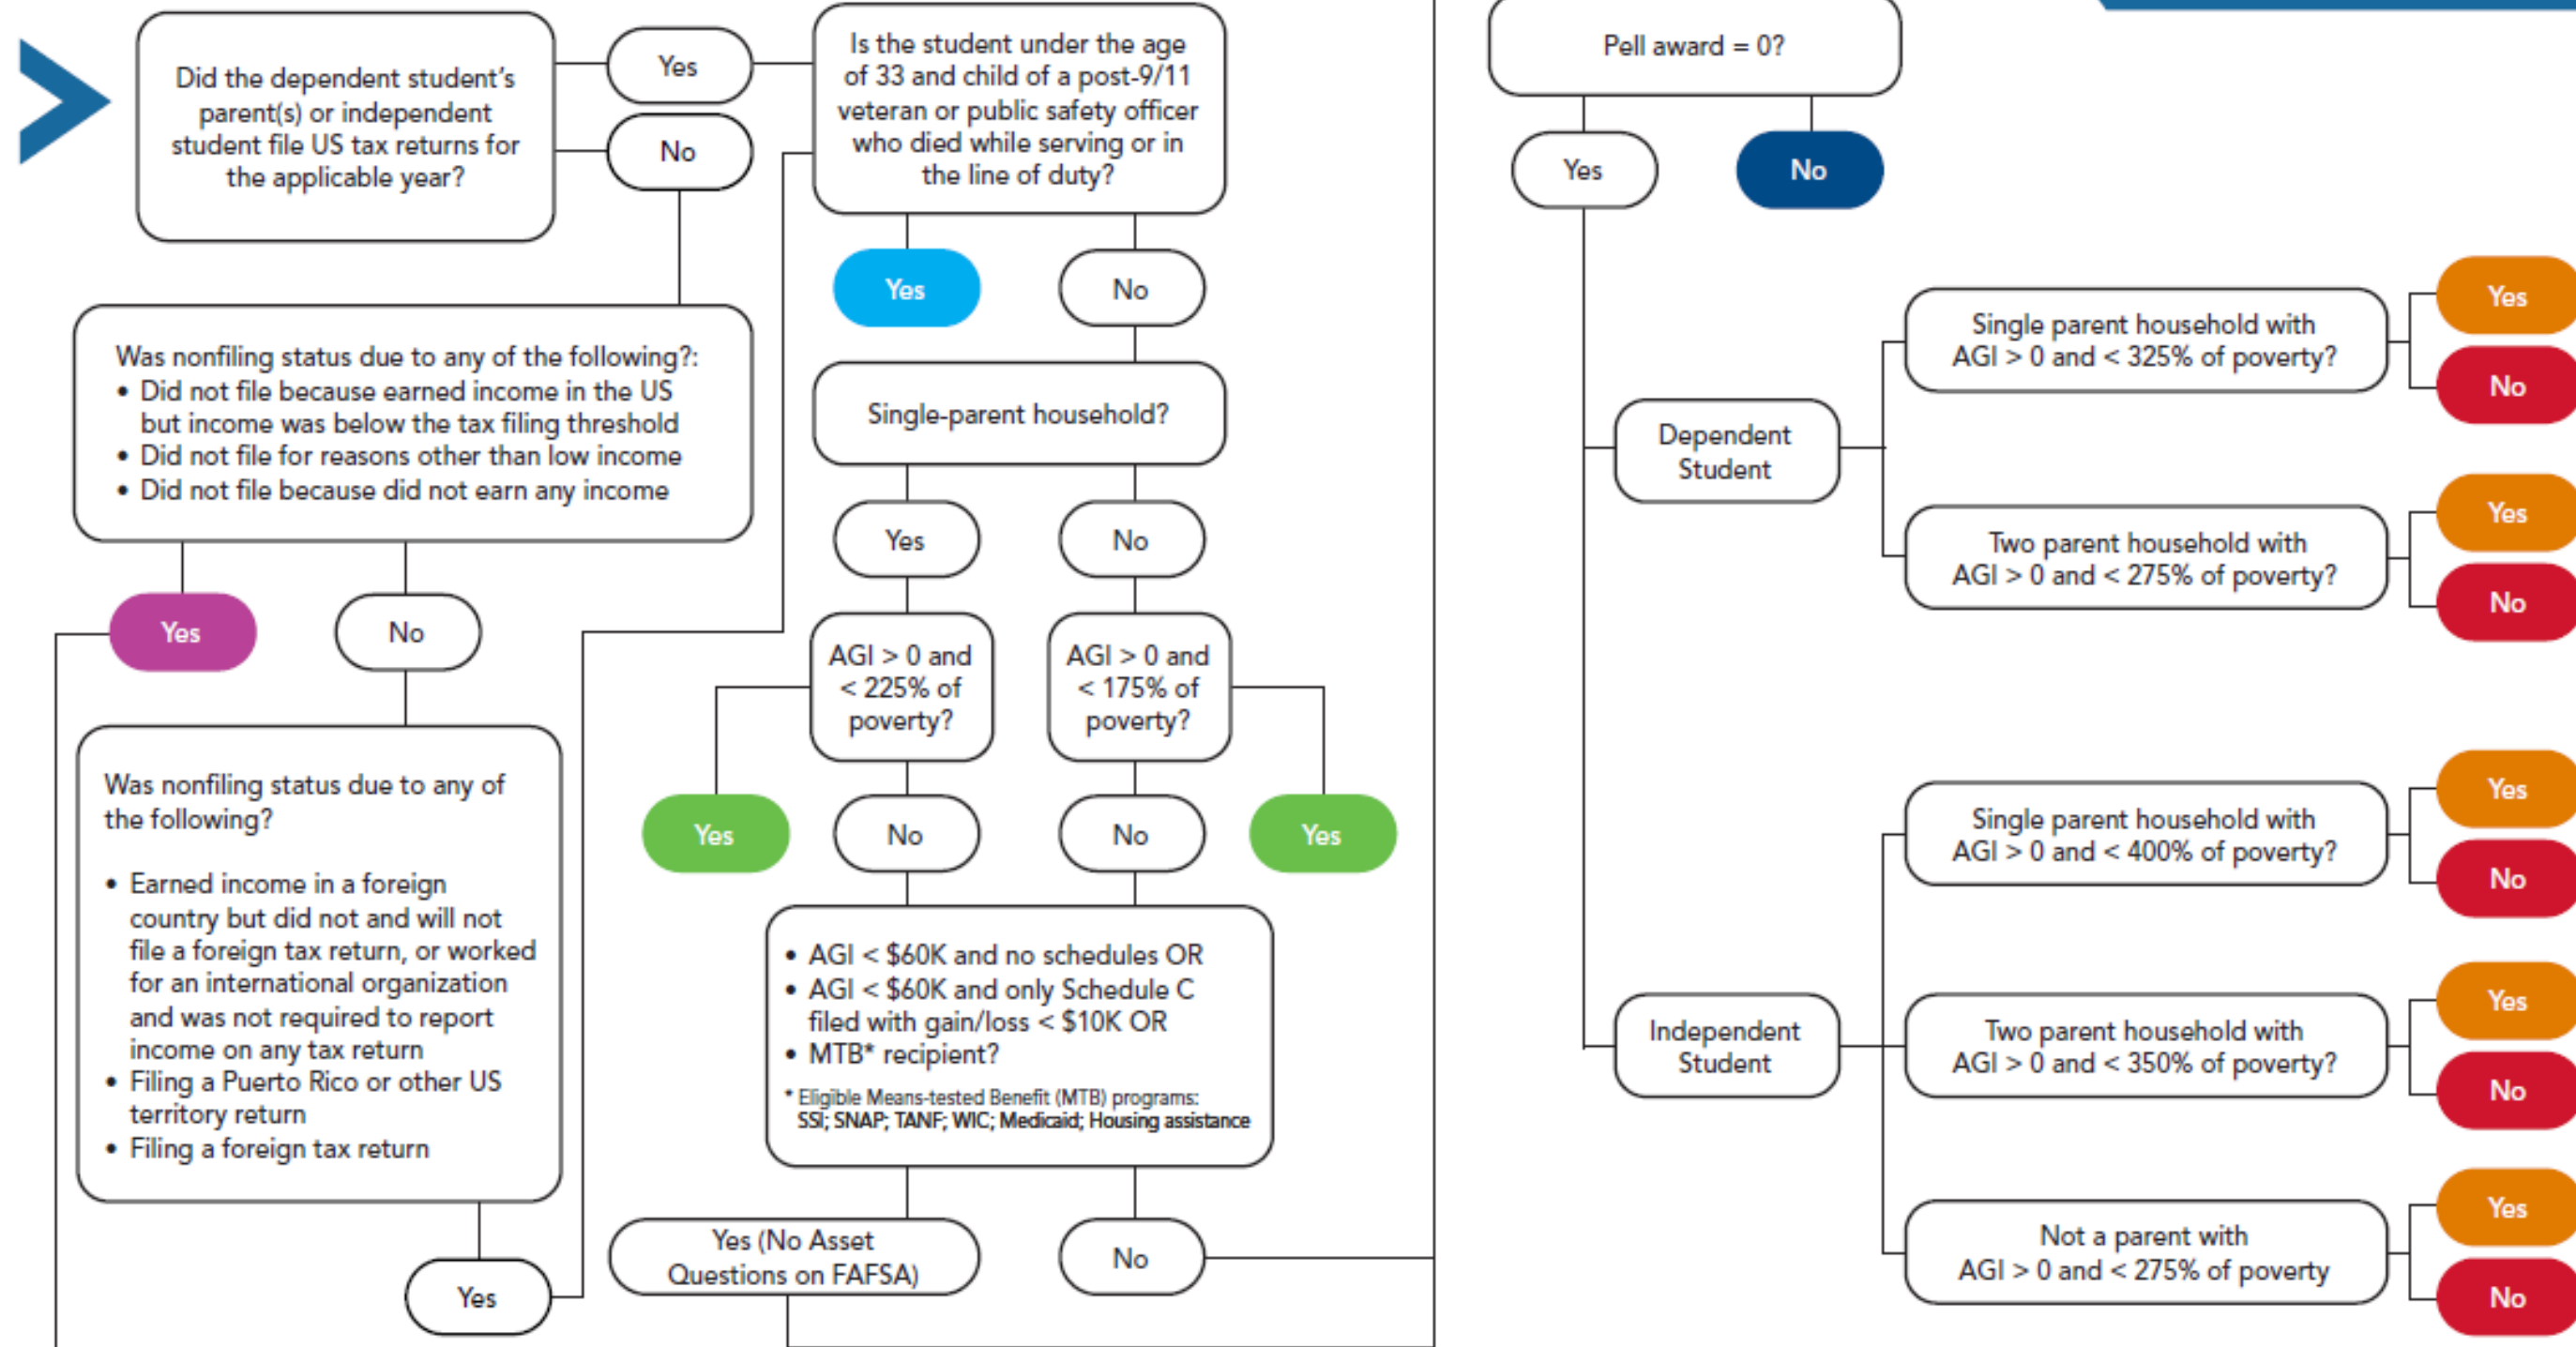 Did the dependent student's
parent(s) or independent
student file US tax returns for
the applicable year?
Yes
No
Is the student under the age
of 33 and child of a post-9/11
veteran or public safety officer
who died while serving or in
the line of duty?
Yes
No
Was nonfiling status due to any of the following?:
• Did not file because earned income in the US
but income was below the tax filing threshold
• Did not file for reasons other than low income
• Did not file because did not earn any income
Yes
No
Was nonfiling status due to any of
the following?
• Earned income in a foreign
country but did not and will not
file a foreign tax return, or worked
for an international organization
and was not required to report
income on any tax return
• Filing a Puerto Rico or other US
territory return
• Filing a foreign tax return
Yes
Single-parent household?
Yes
No
AGI > 0 and
< 225% of
poverty?
AGI > 0 and
< 175% of
poverty?
Yes
No
No
Yes
• AGI < $60K and no schedules OR
• AGI < $60K and only Schedule C
filed with gain/loss < $10K OR
• MTB* recipient?
* Eligible Means-tested Benefit (MTB) programs:
SSI; SNAP; TANF; WIC; Medicaid; Housing assistance
Yes (No Asset
Questions on FAFSA)
No
Pell award = 0?
Yes
No
Dependent
Student
Single parent household with
AGI > 0 and < 325% of poverty?
Yes
No
Two parent household with
AGI > 0 and < 275% of poverty?
Yes
No
Independent
Student
Single parent household with
AGI > 0 and < 400% of poverty?
Yes
No
Two parent household with
AGI > 0 and < 350% of poverty?
Yes
No
Not a parent with
AGI > 0 and < 275% of poverty
Yes
No